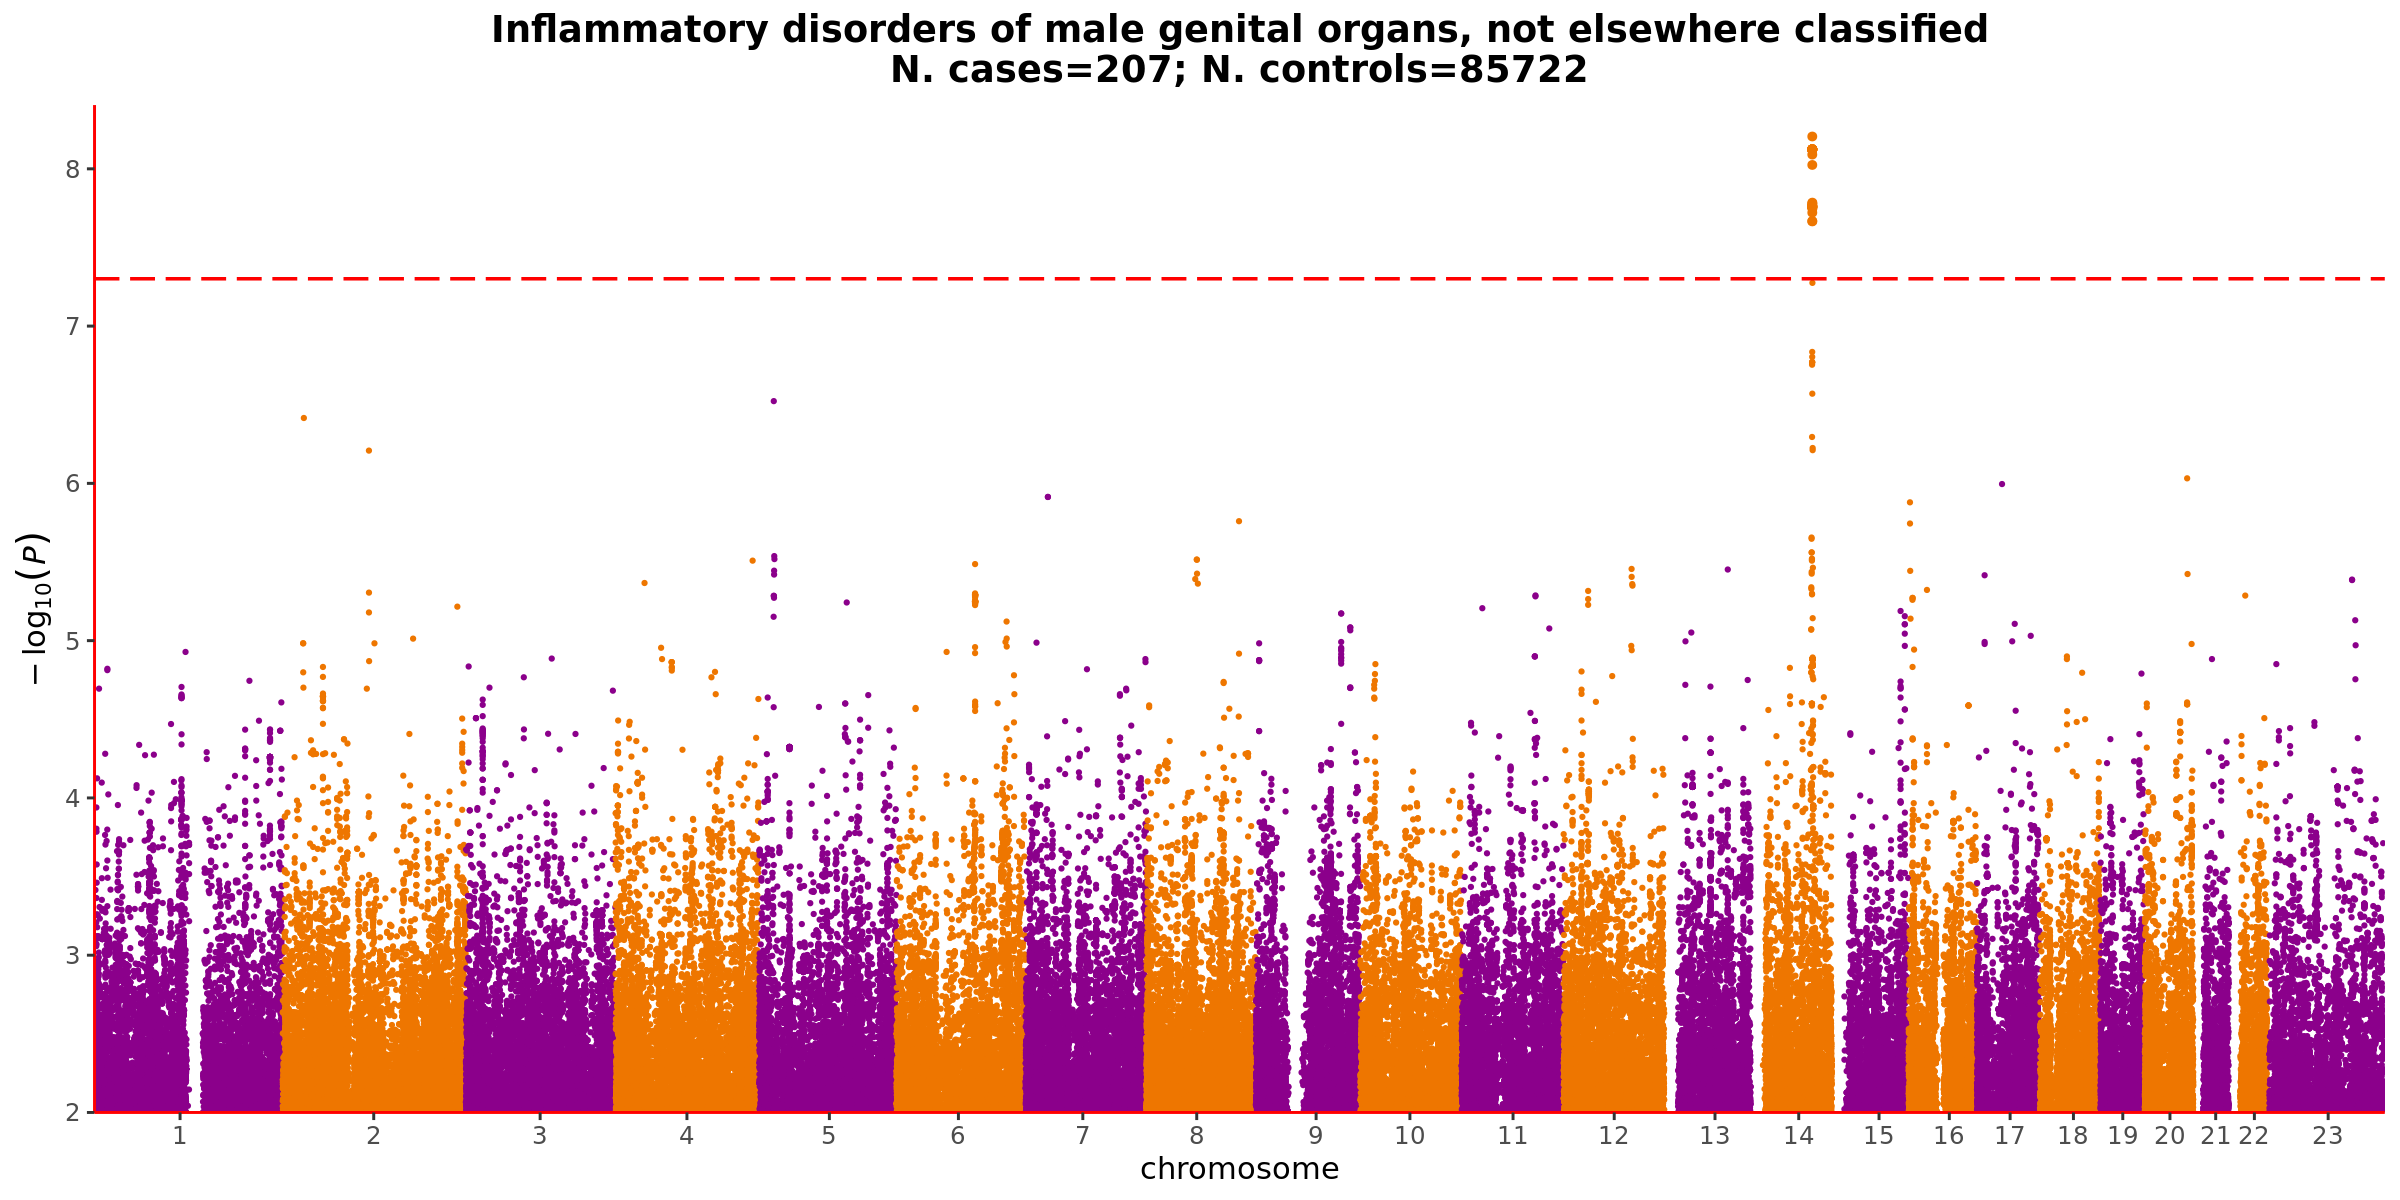 Inflammatory disorders of male genital organs, not elsewhere classified
N. cases=207; N. controls=85722
8
7
6
5
4
3
2
− log10(P)
1 2 3 4 5 6 7 8 9 10 11 12 13 14 15 16 17 18 19 20 21 22 23
chromosome